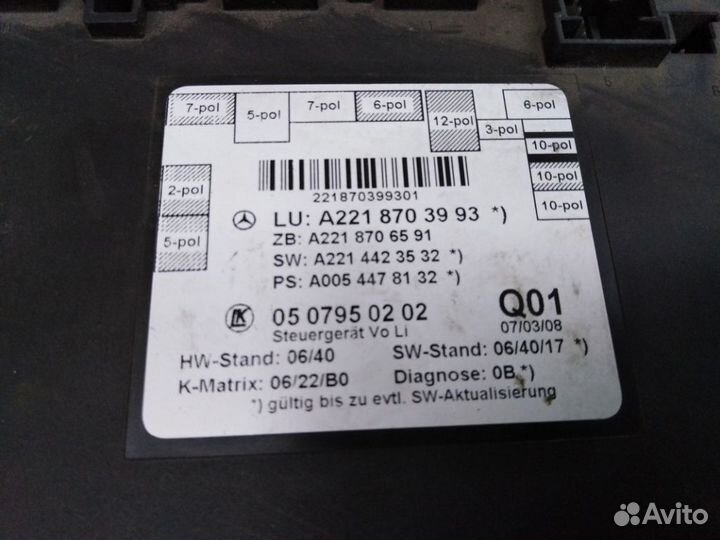 7-pol
5-pol
7-pol
6-pol
12-pol
3-pol
6-pol
10-pol
10-pol
10-pol
2-pol
5-pol
221870399301
LU: A221 870 39 93 *)
ZB: A221 870 65 91
SW: A221 442 35 32 *)
PS: A005 447 81 32 *)
LK 05 0795 02 02 Q01
Steuergerät Vo Li 07/03/08
HW-Stand: 06/40 SW-Stand: 06/40/17 *)
K-Matrix: 06/22/B0 Diagnose: 0B *)
*) gültig bis zu evtl. SW-Aktualisierung
Avito